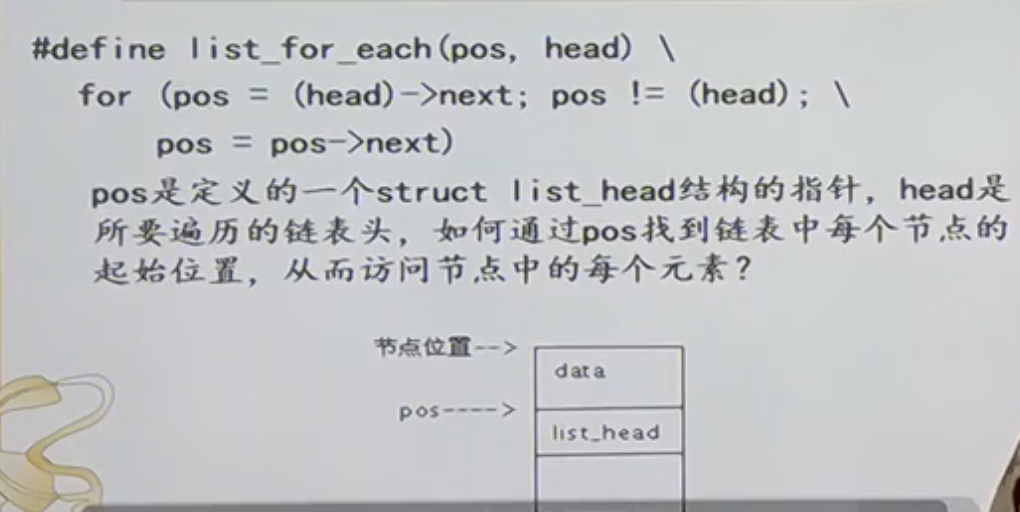 #define list_for_each(pos, head) \
for (pos = (head)->next; pos != (head); \
pos = pos->next)
pos是定义的一个struct list_head结构的指针，head是
所要遍历的链表头，如何通过pos找到链表中每个节点的
起始位置，从而访问节点中的每个元素？
节点位置-->
data
pos---->
list_head